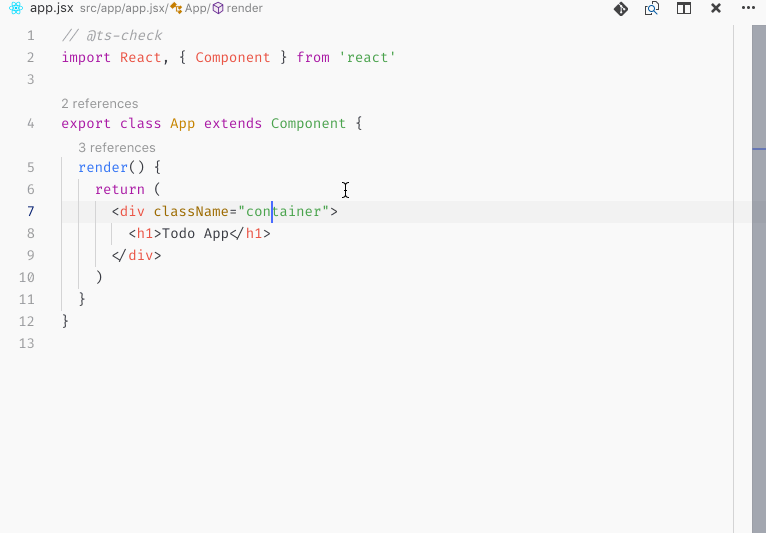 app.jsx src/app/app.jsx/ App/ render
1 // @ts-check
2 import React, { Component } from 'react'
3
2 references
4 export class App extends Component {
3 references
5 render() {
6 return (
7 <div className="container">
8 <h1>Todo App</h1>
9 </div>
10 )
11 }
12 }
13